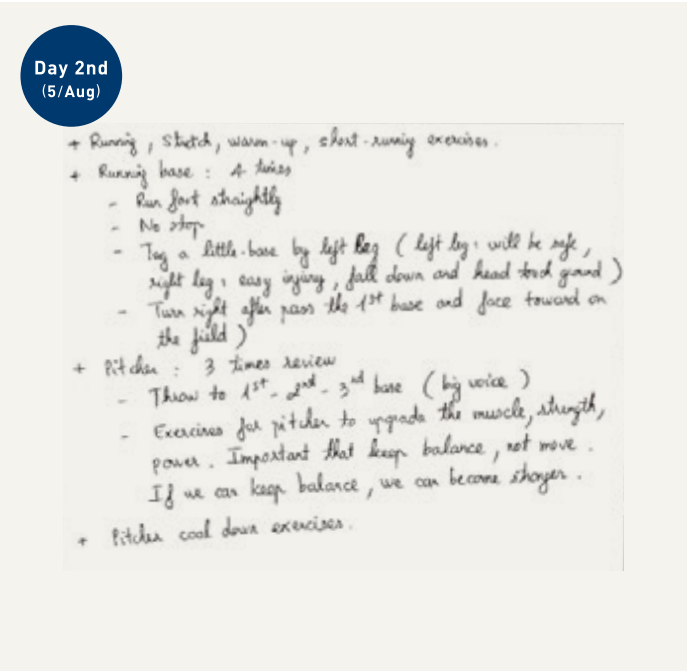 Day 2nd
(5/Aug)
+ Running, Stretch, warm-up, short-running exercises.
+ Running base : 4 times
- Run fast straightly
- No stop
- Tag a little-base by left leg (left leg : will be safe,
right leg : easy injury, fall down and head touch ground)
- Turn right after pass the 1st base and face toward on
the field)
+ Pitcher : 3 times review
- Throw to 1st - 2nd - 3nd base (big voice)
- Exercises for pitcher to upgrade the muscle, strength,
power. Important that keep balance, not move.
If we can keep balance, we can become stronger.
+ Pitcher cool down exercises.